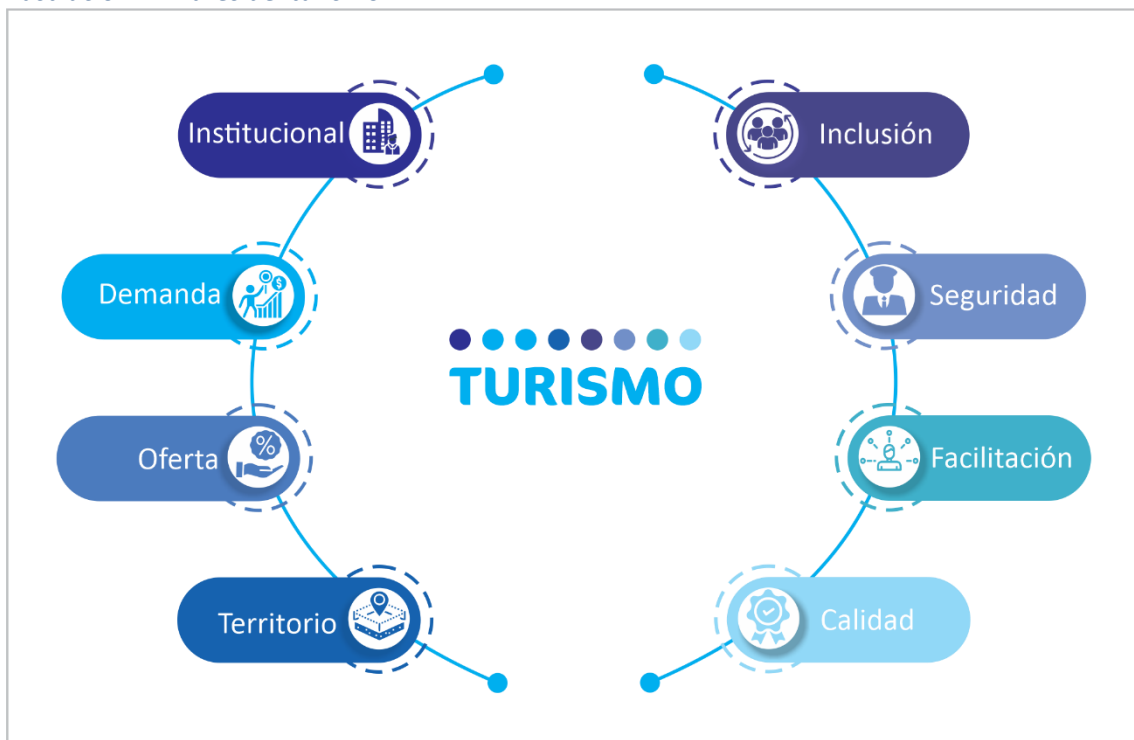 Institucional
Demanda
Oferta
Territorio
TURISMO
Inclusión
Seguridad
Facilitación
Calidad
%
$